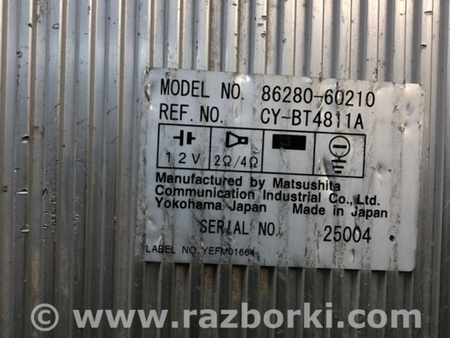 MODEL NO. 86280-60210
REF. NO. CY-BT4811A
12V 2Ω/4Ω
Manufactured by Matsushita
Communication Industrial Co.,Ltd.
Yokohama Japan Made in Japan
SERIAL NO. 25004
LABEL NO. YEFM01664
© www.razborki.com